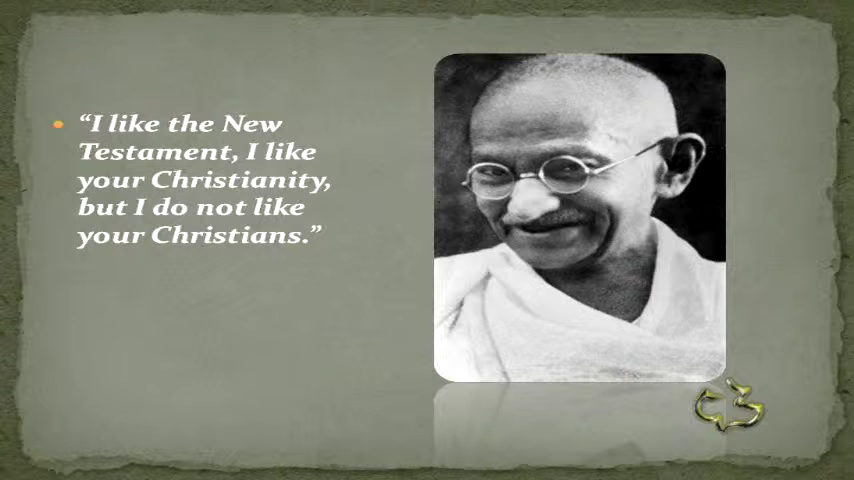 “I like the New
Testament, I like
your Christianity,
but I do not like
your Christians.”